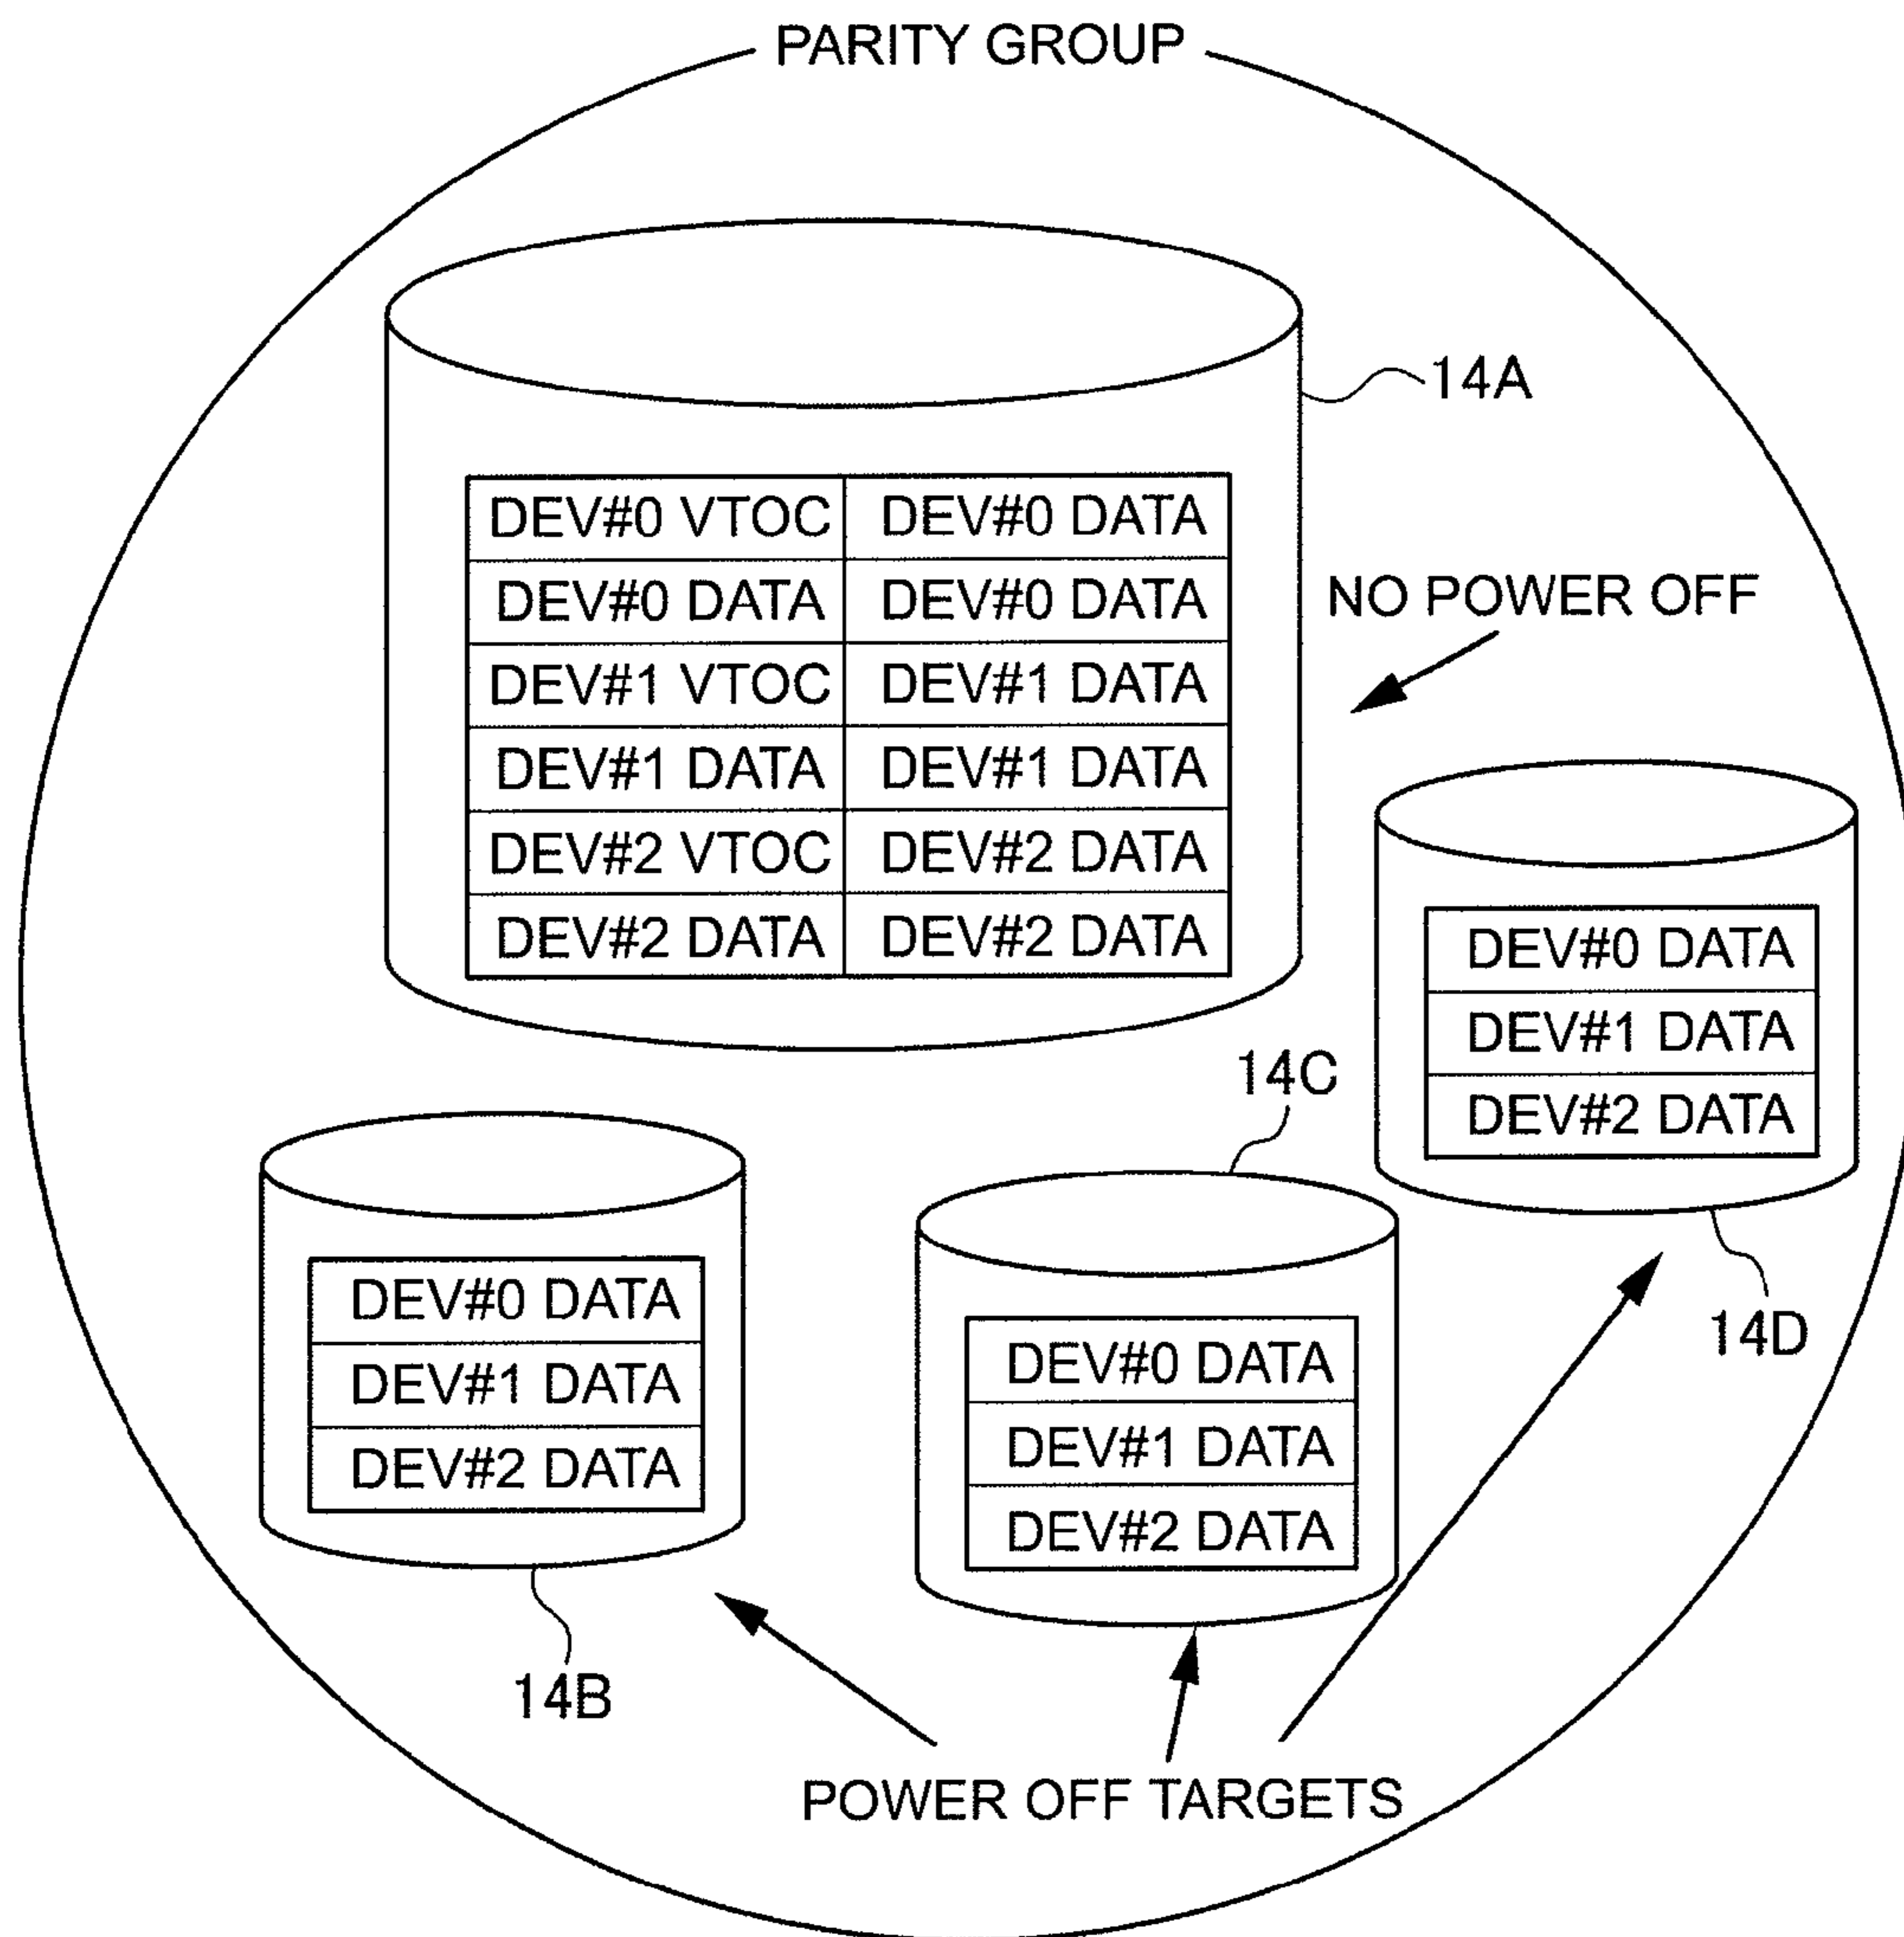 PARITY GROUP
14A
DEV#0 VTOC DEV#0 DATA
DEV#0 DATA DEV#0 DATA
DEV#1 VTOC DEV#1 DATA
DEV#1 DATA DEV#1 DATA
DEV#2 VTOC DEV#2 DATA
DEV#2 DATA DEV#2 DATA
NO POWER OFF
DEV#0 DATA
DEV#1 DATA
DEV#2 DATA
14D
14C
DEV#0 DATA
DEV#1 DATA
DEV#2 DATA
DEV#0 DATA
DEV#1 DATA
DEV#2 DATA
14B
POWER OFF TARGETS